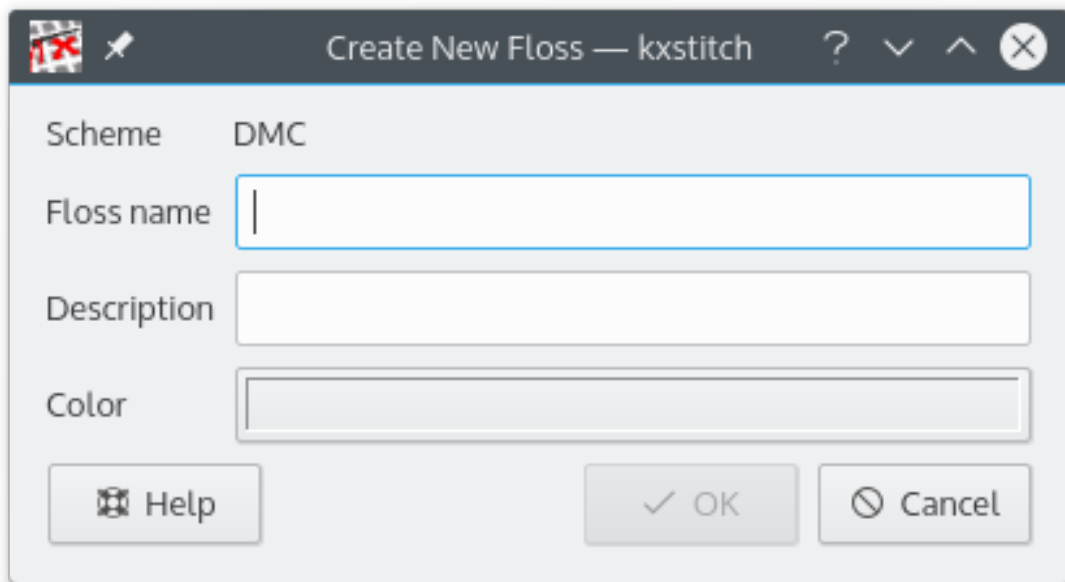 Create New Floss — kxstitch
Scheme DMC
Floss name
Description
Color
Help OK Cancel